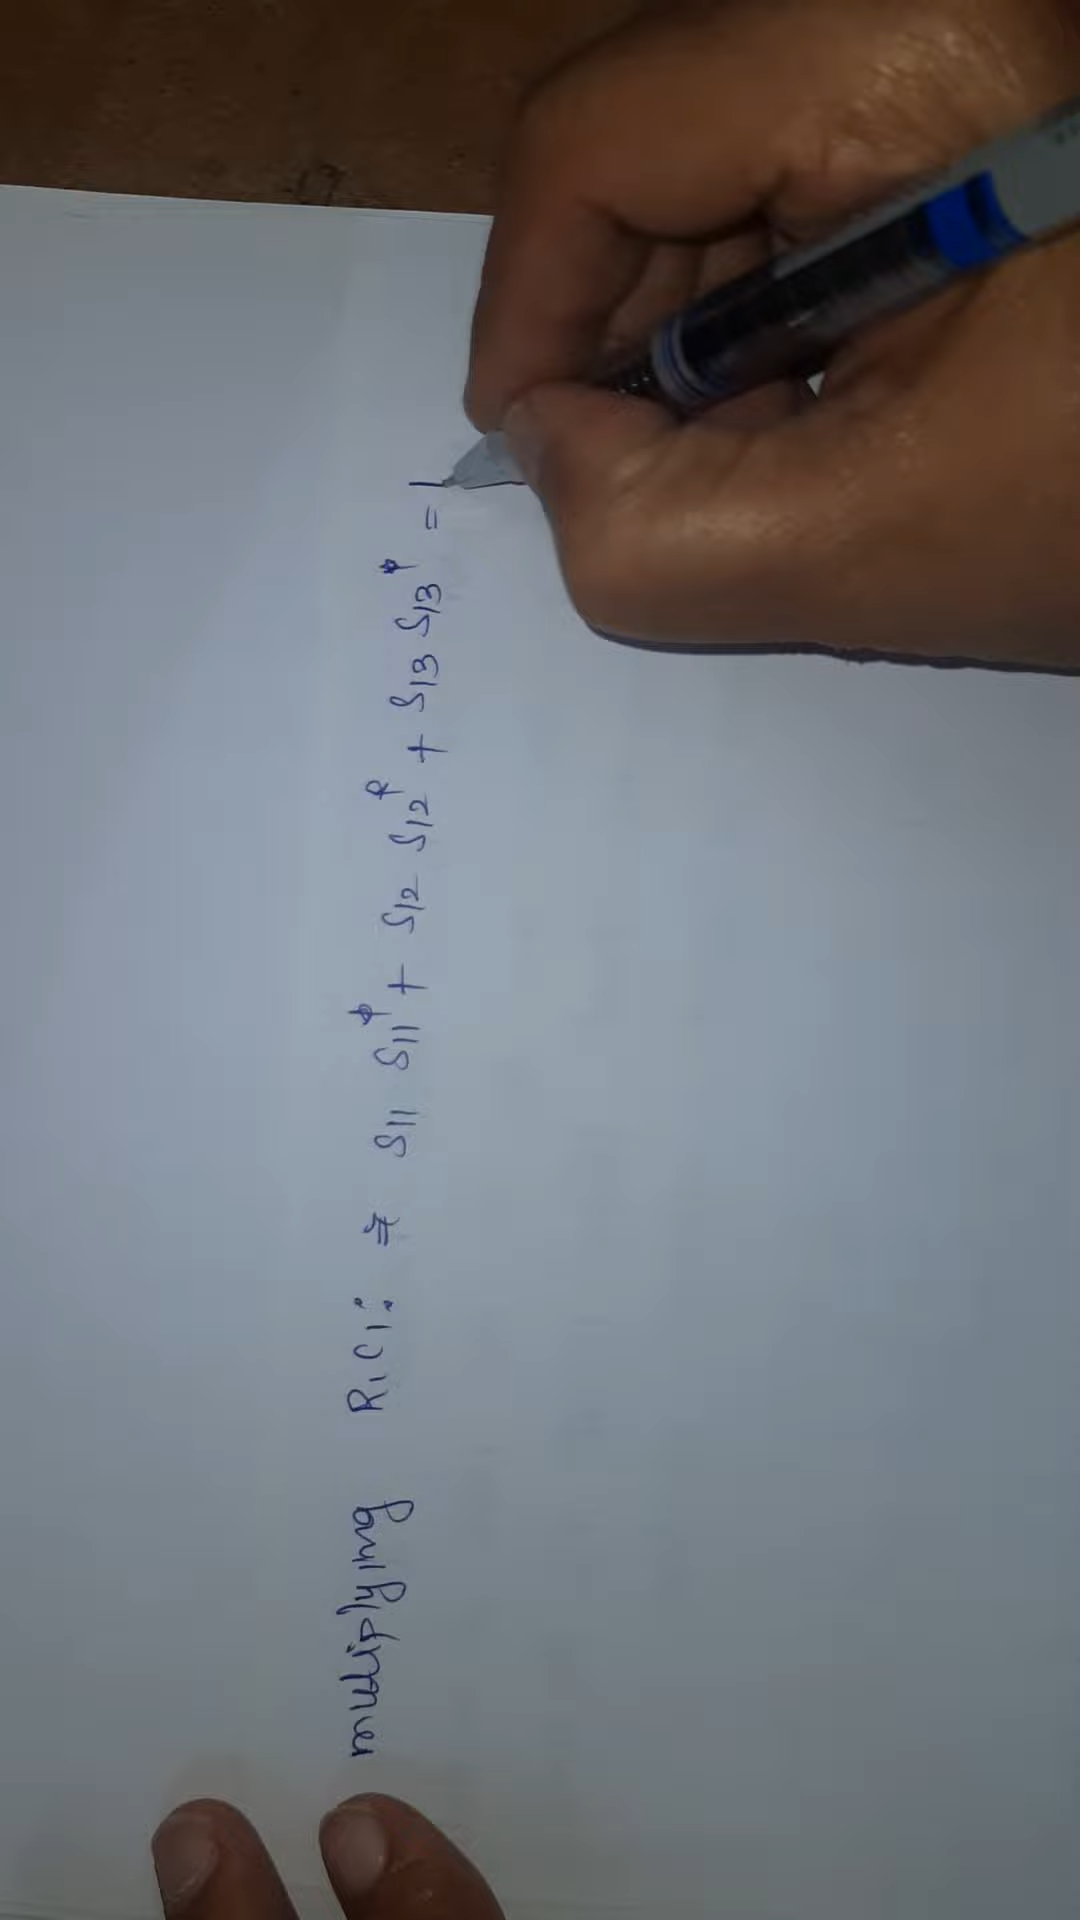 multiplying R1C1: = S11 S11* + S12 S12* + S13 S13* = 1